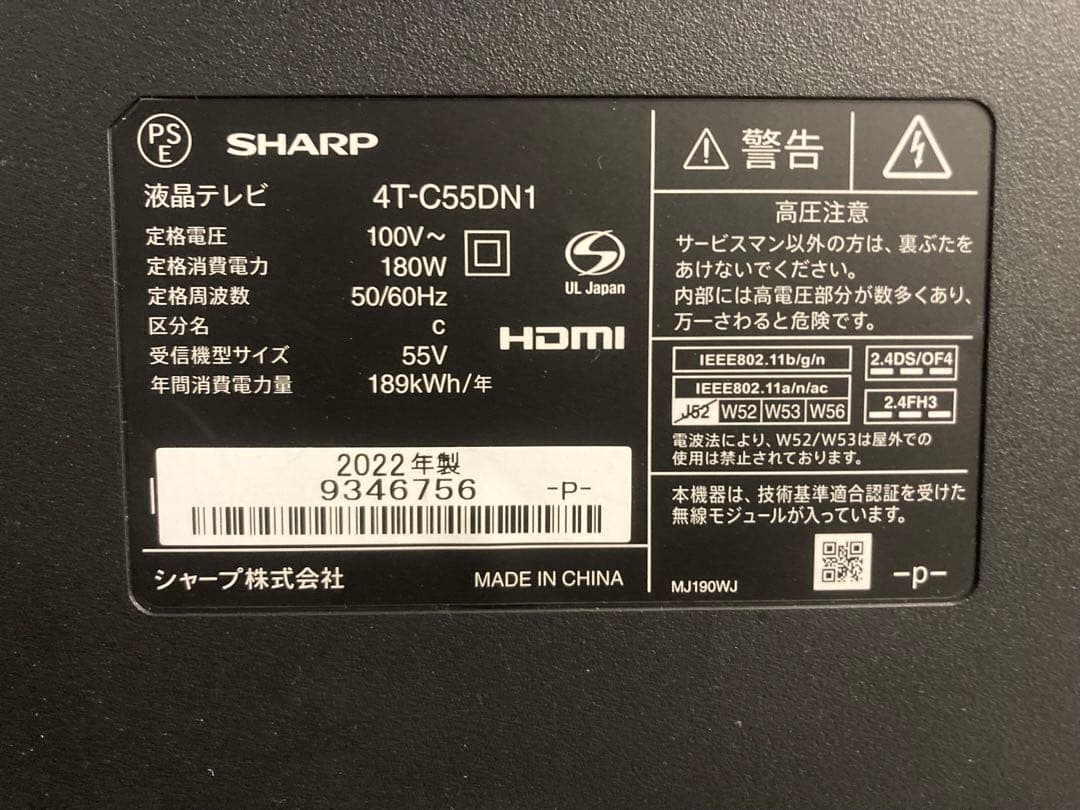 PS
E
SHARP
液晶テレビ 4T-C55DN1
定格電圧 100V～
定格消費電力 180W
定格周波数 50/60Hz
区分名 C
受信機型サイズ 55V
年間消費電力量 189kWh/年
S
UL Japan
HDMI
2022年製
9346756 -P-
シャープ株式会社 MADE IN CHINA
警告
高圧注意
サービスマン以外の方は、裏ぶたを
あけないでください。
内部には高電圧部分が数多くあり、
万一さわると危険です。
IEEE802.11b/g/n
IEEE802.11a/n/ac
J52 W52 W53 W56
2.4DS/OF4
2.4FH3
電波法により、W52/W53は屋外での
使用は禁止されております。
本機器は、技術基準適合認証を受けた
無線モジュールが入っています。
MJ190WJ -p-